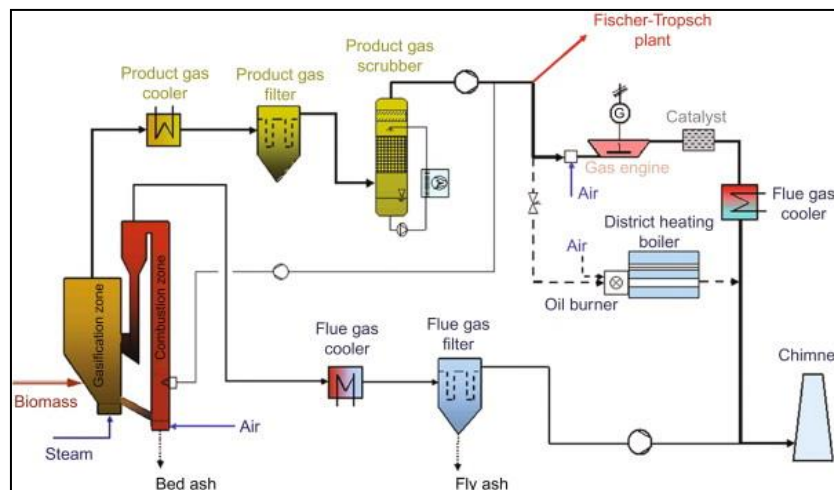 Fischer-Tropsch
plant
Product gas
scrubber
Product gas
cooler
Product gas
filter
G
Catalyst
Gas engine
Air
Flue gas
cooler
District heating
boiler
Air
Oil burner
Gasification zone
Combustion zone
Flue gas
cooler
Flue gas
filter
Chimne
Biomass
Steam
Air
Bed ash
Fly ash